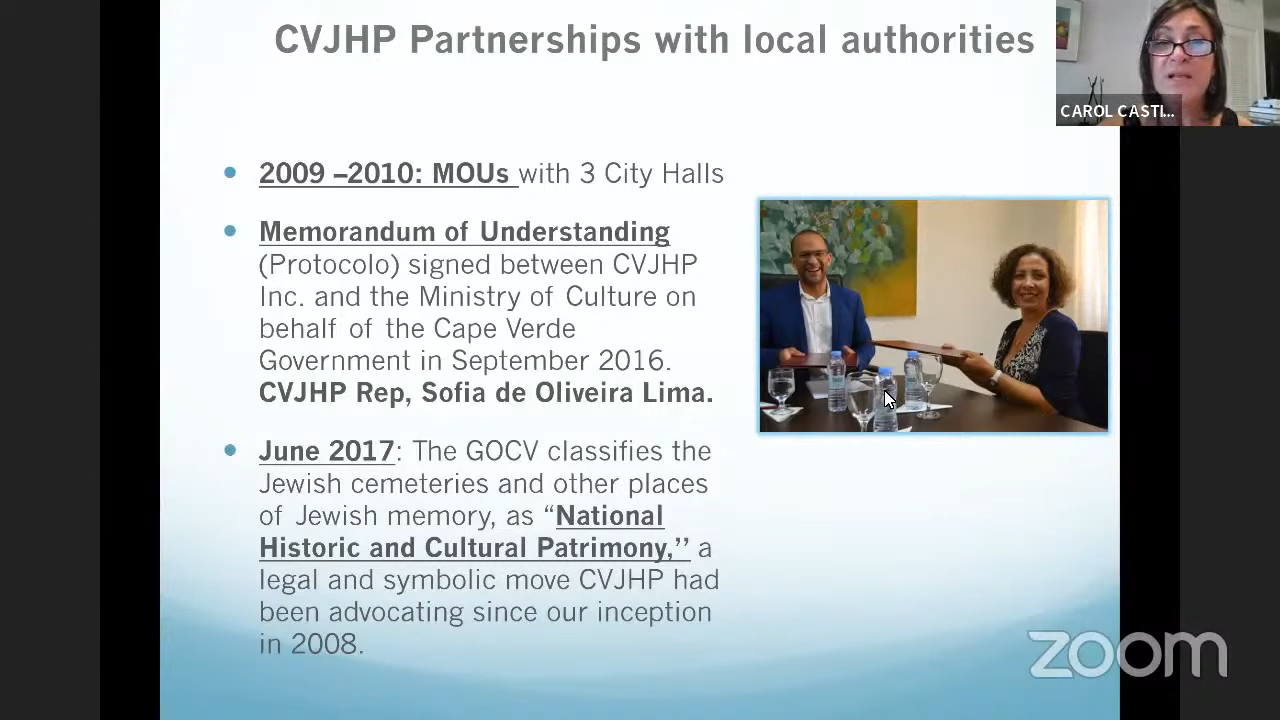 CVJHP Partnerships with local authorities
CAROL CASTI...
• 2009 –2010: MOUs with 3 City Halls
• Memorandum of Understanding
(Protocolo) signed between CVJHP
Inc. and the Ministry of Culture on
behalf of the Cape Verde
Government in September 2016.
CVJHP Rep, Sofia de Oliveira Lima.
• June 2017: The GOCV classifies the
Jewish cemeteries and other places
of Jewish memory, as “National
Historic and Cultural Patrimony,’’ a
legal and symbolic move CVJHP had
been advocating since our inception
in 2008.
zoom